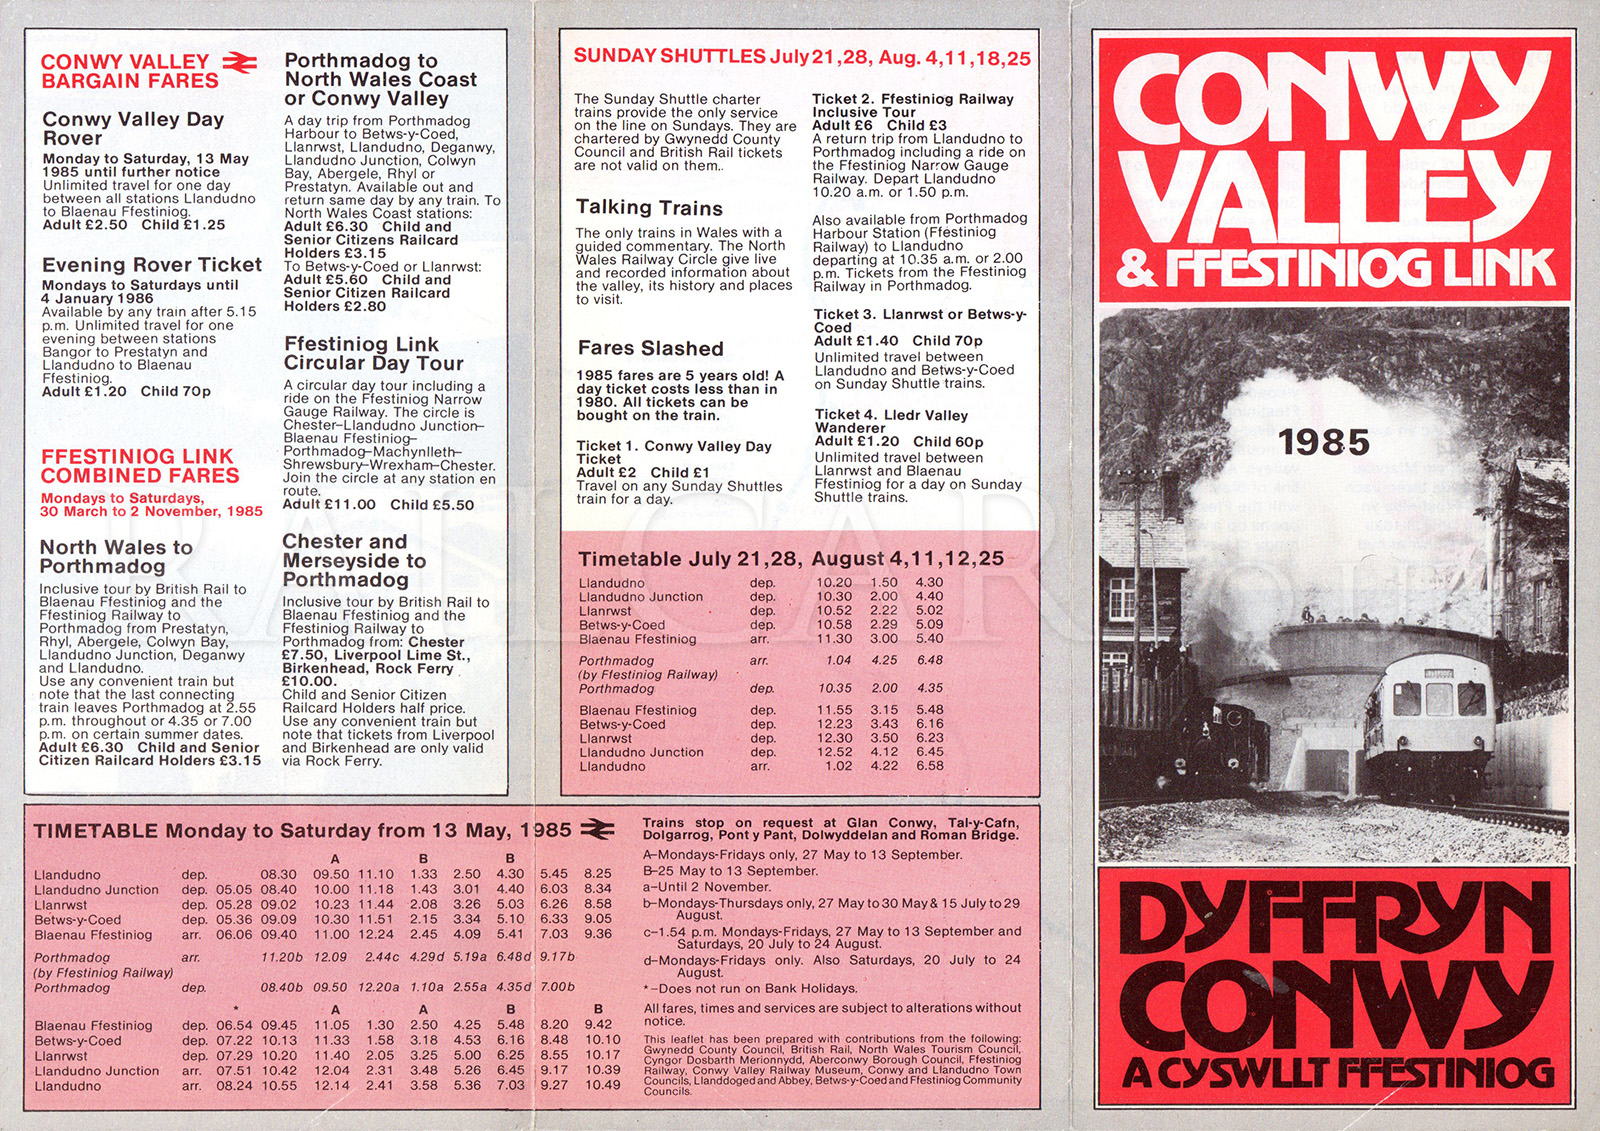 CONWY VALLEY
BARGAIN FARES
Conwy Valley Day
Rover
Monday to Saturday, 13 May
1985 until further notice
Unlimited travel for one day
between all stations Llandudno
to Blaenau Ffestiniog.
Adult £2.50 Child £1.25
Evening Rover Ticket
Mondays to Saturdays until
4 January 1986
Available by any train after 5.15
p.m. Unlimited travel for one
evening between stations
Bangor to Prestatyn and
Llandudno to Blaenau
Ffestiniog.
Adult £1.20 Child 70p
FFESTINIOG LINK
COMBINED FARES
Mondays to Saturdays,
30 March to 2 November, 1985
North Wales to
Porthmadog
Inclusive tour by British Rail to
Blaenau Ffestiniog and the
Ffestiniog Railway to
Porthmadog from Prestatyn,
Rhyl, Abergele, Colwyn Bay,
Llandudno Junction, Deganwy
and Llandudno.
Use any convenient train but
note that the last connecting
train leaves Porthmadog at 2.55
p.m. throughout or 4.35 or 7.00
p.m. on certain summer dates.
Adult £6.30 Child and Senior
Citizen Railcard Holders £3.15
Porthmadog to
North Wales Coast
or Conwy Valley
A day trip from Porthmadog
Harbour to Betws-y-Coed,
Llanrwst, Llandudno, Deganwy,
Llandudno Junction, Colwyn
Bay, Abergele, Rhyl or
Prestatyn. Available out and
return same day by any train. To
North Wales Coast stations:
Adult £6.30 Child and
Senior Citizens Railcard
Holders £3.15
To Betws-y-Coed or Llanrwst:
Adult £5.60 Child and
Senior Citizen Railcard
Holders £2.80
Ffestiniog Link
Circular Day Tour
A circular day tour including a
ride on the Ffestiniog Narrow
Gauge Railway. The circle is
Chester–Llandudno Junction–
Blaenau Ffestiniog–
Porthmadog–Machynlleth–
Shrewsbury–Wrexham–Chester.
Join the circle at any station en
route.
Adult £11.00 Child £5.50
Chester and
Merseyside to
Porthmadog
Inclusive tour by British Rail to
Blaenau Ffestiniog and the
Ffestiniog Railway to
Porthmadog from: Chester
£7.50, Liverpool Lime St.,
Birkenhead, Rock Ferry
£10.00.
Child and Senior Citizen
Railcard Holders half price.
Use any convenient train but
note that tickets from Liverpool
and Birkenhead are only valid
via Rock Ferry.
SUNDAY SHUTTLES July 21,28, Aug. 4,11,18,25
The Sunday Shuttle charter
trains provide the only service
on the line on Sundays. They are
chartered by Gwynedd County
Council and British Rail tickets
are not valid on them..
Talking Trains
The only trains in Wales with a
guided commentary. The North
Wales Railway Circle give live
and recorded information about
the valley, its history and places
to visit.
Fares Slashed
1985 fares are 5 years old! A
day ticket costs less than in
1980. All tickets can be
bought on the train.
Ticket 1. Conwy Valley Day
Ticket
Adult £2 Child £1
Travel on any Sunday Shuttles
train for a day.
Ticket 2. Ffestiniog Railway
Inclusive Tour
Adult £6 Child £3
A return trip from Llandudno to
Porthmadog including a ride on
the Ffestiniog Narrow Gauge
Railway. Depart Llandudno
10.20 a.m. or 1.50 p.m.
Also available from Porthmadog
Harbour Station (Ffestiniog
Railway) to Llandudno
departing at 10.35 a.m. or 2.00
p.m. Tickets from the Ffestiniog
Railway in Porthmadog.
Ticket 3. Llanrwst or Betws-y-
Coed
Adult £1.40 Child 70p
Unlimited travel between
Llandudno and Betws-y-Coed
on Sunday Shuttle trains.
Ticket 4. Lledr Valley
Wanderer
Adult £1.20 Child 60p
Unlimited travel between
Llanrwst and Blaenau
Ffestiniog for a day on Sunday
Shuttle trains.
Timetable July 21,28, August 4,11,12,25
Llandudno dep. 10.20 1.50 4.30
Llandudno Junction dep. 10.30 2.00 4.40
Llanrwst dep. 10.52 2.22 5.02
Betws-y-Coed dep. 10.58 2.29 5.09
Blaenau Ffestiniog arr. 11.30 3.00 5.40
Porthmadog arr. 1.04 4.25 6.48
(by Ffestiniog Railway)
Porthmadog dep. 10.35 2.00 4.35
Blaenau Ffestiniog dep. 11.55 3.15 5.48
Betws-y-Coed dep. 12.23 3.43 6.16
Llanrwst dep. 12.30 3.50 6.23
Llandudno Junction dep. 12.52 4.12 6.45
Llandudno arr. 1.02 4.22 6.58
TIMETABLE Monday to Saturday from 13 May, 1985
A B B
Llandudno dep. 08.30 09.50 11.10 1.33 2.50 4.30 5.45 8.25
Llandudno Junction dep. 05.05 08.40 10.00 11.18 1.43 3.01 4.40 6.03 8.34
Llanrwst dep. 05.28 09.02 10.23 11.44 2.08 3.26 5.03 6.26 8.58
Betws-y-Coed dep. 05.36 09.09 10.30 11.51 2.15 3.34 5.10 6.33 9.05
Blaenau Ffestiniog arr. 06.06 09.40 11.00 12.24 2.45 4.09 5.41 7.03 9.36
Porthmadog arr. 11.20b 12.09 2.44c 4.29d 5.19a 6.48d 9.17b
(by Ffestiniog Railway)
Porthmadog dep. 08.40b 09.50 12.20a 1.10a 2.55a 4.35d 7.00b
* A A B B
Blaenau Ffestiniog dep. 06.54 09.45 11.05 1.30 2.50 4.25 5.48 8.20 9.42
Betws-y-Coed dep. 07.22 10.13 11.33 1.58 3.18 4.53 6.16 8.48 10.10
Llanrwst dep. 07.29 10.20 11.40 2.05 3.25 5.00 6.25 8.55 10.17
Llandudno Junction arr. 07.51 10.42 12.04 2.31 3.48 5.26 6.45 9.17 10.39
Llandudno arr. 08.24 10.55 12.14 2.41 3.58 5.36 7.03 9.27 10.49
Trains stop on request at Glan Conwy, Tal-y-Cafn,
Dolgarrog, Pont y Pant, Dolwyddelan and Roman Bridge.
A–Mondays-Fridays only, 27 May to 13 September.
B–25 May to 13 September.
a–Until 2 November.
b–Mondays-Thursdays only, 27 May to 30 May & 15 July to 29
August.
c–1.54 p.m. Mondays-Fridays, 27 May to 13 September and
Saturdays, 20 July to 24 August.
d–Mondays-Fridays only. Also Saturdays, 20 July to 24
August.
*–Does not run on Bank Holidays.
All fares, times and services are subject to alterations without
notice.
This leaflet has been prepared with contributions from the following:
Gwynedd County Council, British Rail, North Wales Tourism Council,
Cyngor Dosbarth Merionnydd, Aberconwy Borough Council, Ffestiniog
Railway, Conwy Valley Railway Museum, Conwy and Llandudno Town
Councils, Llanddoged and Abbey, Betws-y-Coed and Ffestiniog Community
Councils.
CONWY
VALLEY
& FFESTINIOG LINK
1985
DYFFRYN
CONWY
A CYSWLLT FFESTINIOG
RAILCAR